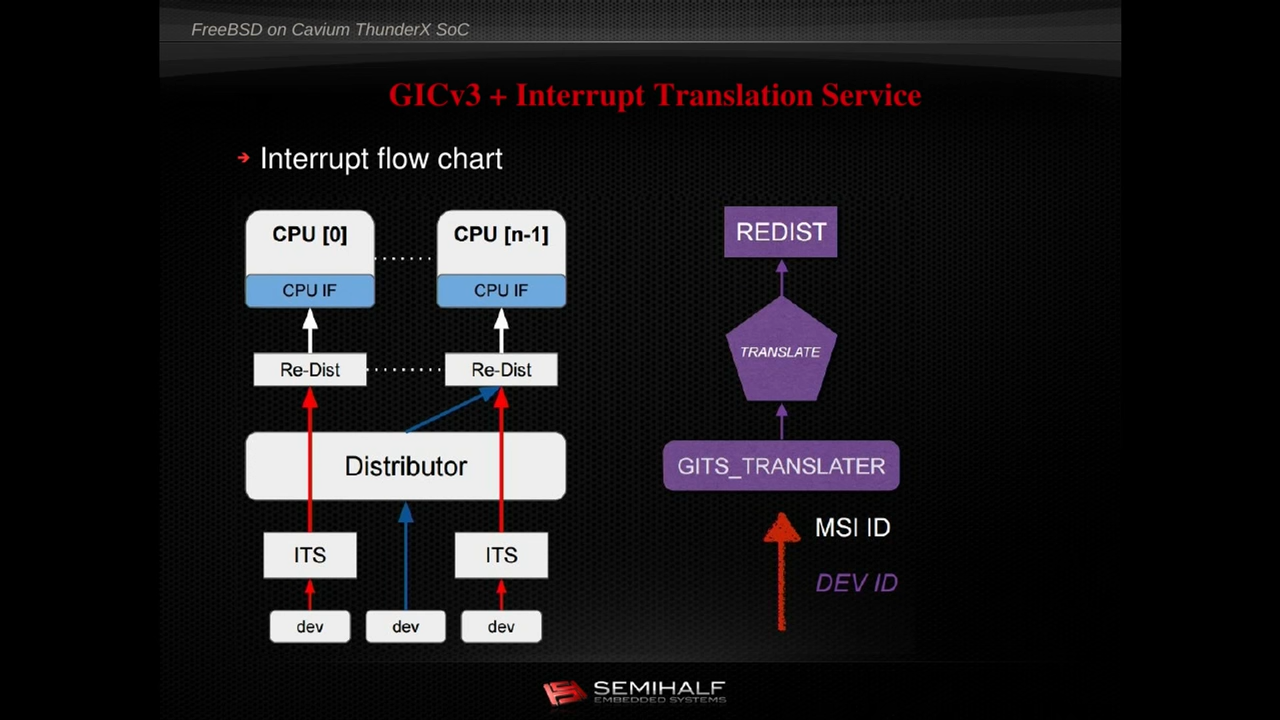 FreeBSD on Cavium ThunderX SoC
GICv3 + Interrupt Translation Service
Interrupt flow chart
CPU [0]
CPU [n-1]
CPU IF
CPU IF
Re-Dist
Re-Dist
Distributor
ITS
ITS
dev
dev
dev
REDIST
TRANSLATE
GITS_TRANSLATER
MSI ID
DEV ID
SEMIHALF
EMBEDDED SYSTEMS